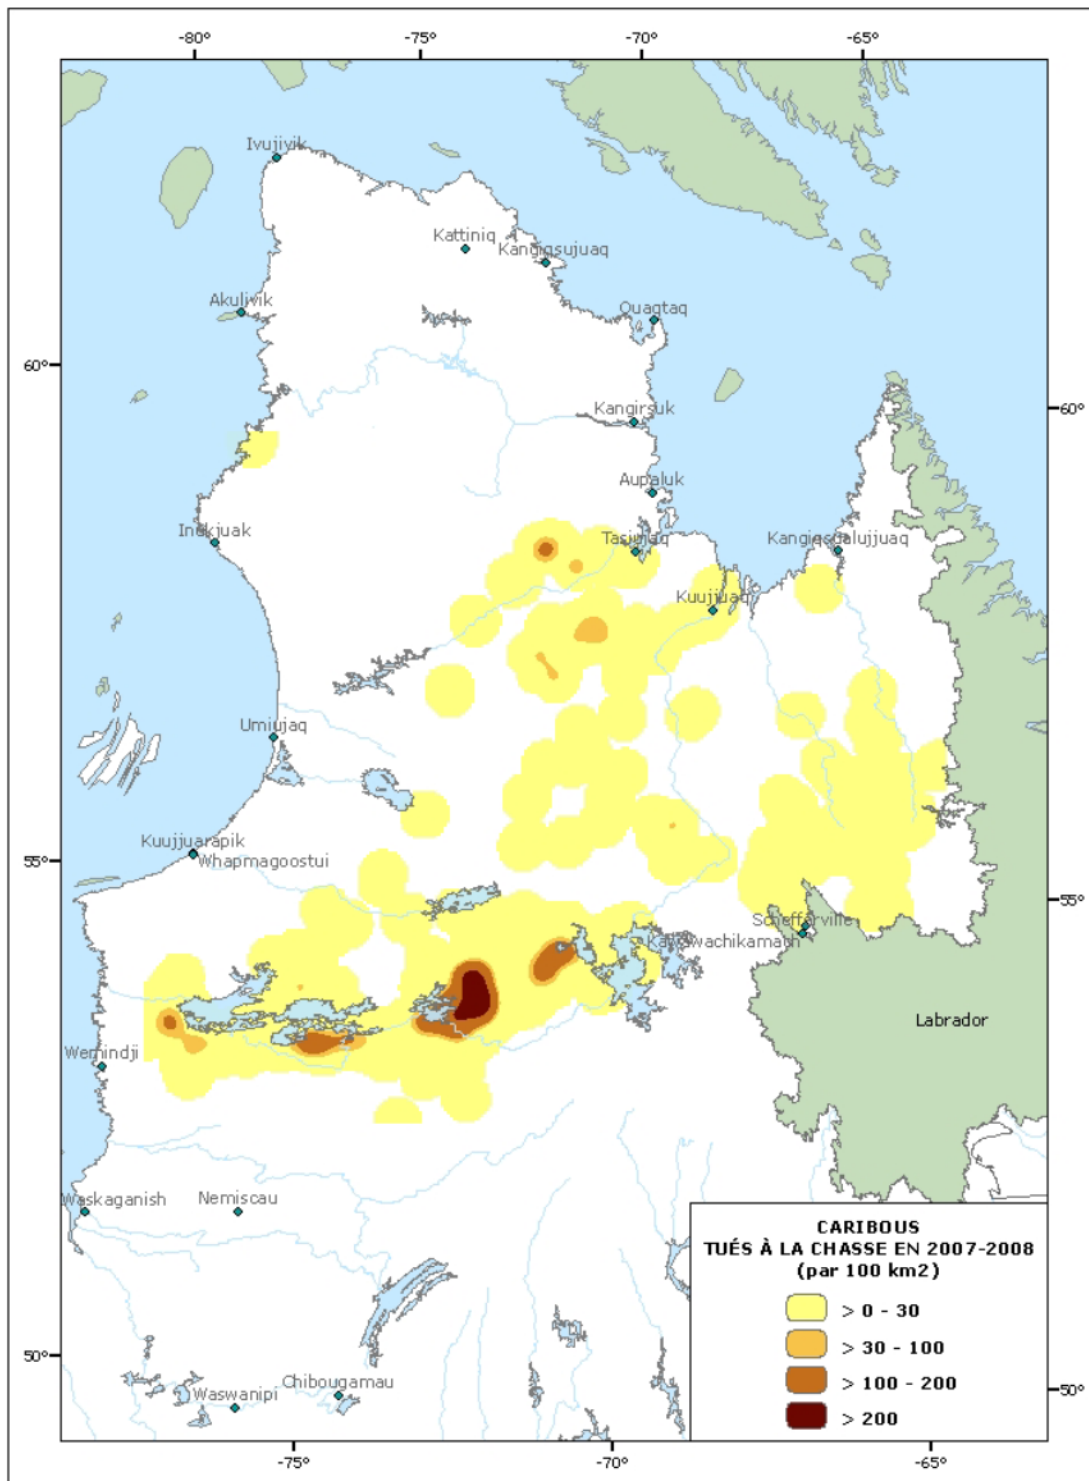 -80° -75° -70° -65°
Ivujivik
Kattiniq
Kangiqsujuaq
Akulivik
Quaqtaq
60°
60°
Kangirsuk
Aupaluk
Inukjuak
Tasiujaq
Kangiqsualujjuaq
Kuujjuaq
Umiujaq
Kuujjuarapik
Whapmagoostui
55°
55°
Schefferville
Kawawachikamach
Labrador
Wemindji
Waskaganish
Nemiscau
CARIBOUS
TUÉS À LA CHASSE EN 2007-2008
(par 100 km2)
> 0 - 30
> 30 - 100
> 100 - 200
> 200
50°
50°
Chibougamau
Waswanipi
-75° -70° -65°